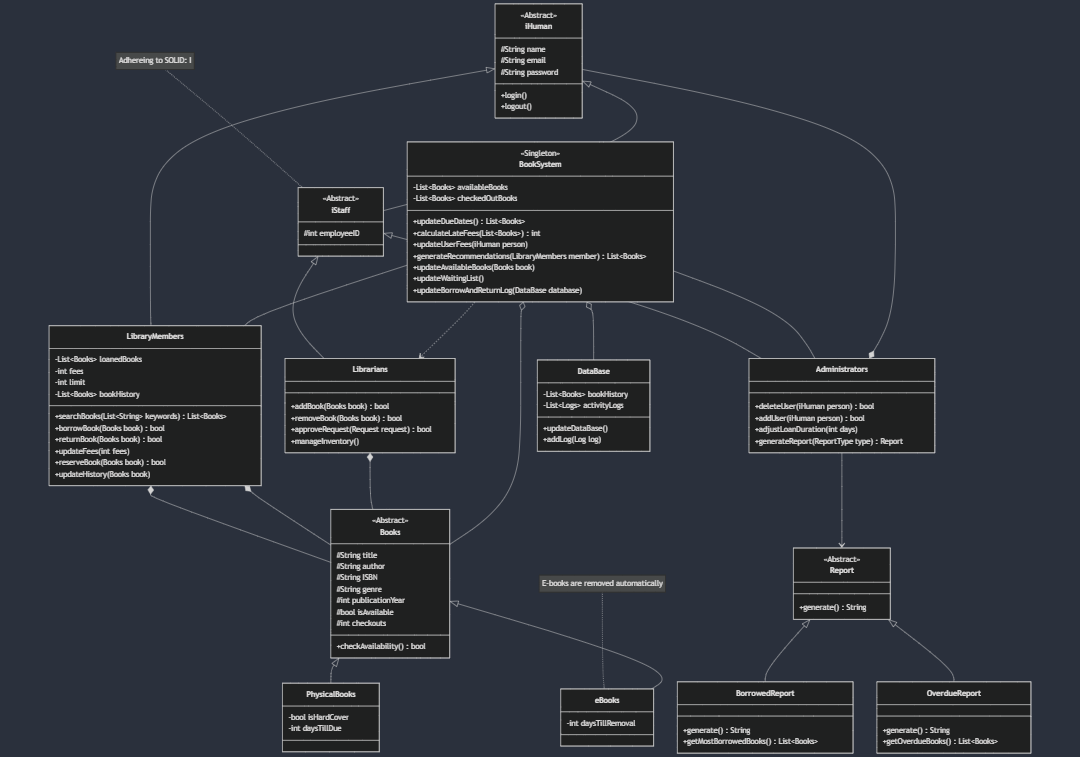 «Abstract»
iHuman
#String name
#String email
#String password
+login()
+logout()
Adhereing to SOLID: I
«Singleton»
BookSystem
-List<Books> availableBooks
-List<Books> checkedOutBooks
+updateDueDates() : List<Books>
+calculateLateFees(List<Books>) : int
+updateUserFees(iHuman person)
+generateRecommendations(LibraryMembers member) : List<Books>
+updateAvailableBooks(Books book)
+updateWaitingList()
+updateBorrowAndReturnLog(DataBase database)
«Abstract»
iStaff
#int employeeID
LibraryMembers
-List<Books> loanedBooks
-int fees
-int limit
-List<Books> bookHistory
+searchBooks(List<String> keywords) : List<Books>
+borrowBook(Books book) : bool
+returnBook(Books book) : bool
+updateFees(int fees)
+reserveBook(Books book) : bool
+updateHistory(Books book)
Librarians
+addBook(Books book) : bool
+removeBook(Books book) : bool
+approveRequest(Request request) : bool
+manageInventory()
DataBase
-List<Books> bookHistory
-List<Logs> activityLogs
+updateDataBase()
+addLog(Log log)
Administrators
+deleteUser(iHuman person) : bool
+addUser(iHuman person) : bool
+adjustLoanDuration(int days)
+generateReport(ReportType type) : Report
«Abstract»
Books
#String title
#String author
#String ISBN
#String genre
#int publicationYear
#bool isAvailable
#int checkouts
+checkAvailability() : bool
E-books are removed automatically
«Abstract»
Report
+generate() : String
PhysicalBooks
-bool isHardCover
-int daysTillDue
eBooks
-int daysTillRemoval
BorrowedReport
+generate() : String
+getMostBorrowedBooks() : List<Books>
OverdueReport
+generate() : String
+getOverdueBooks() : List<Books>